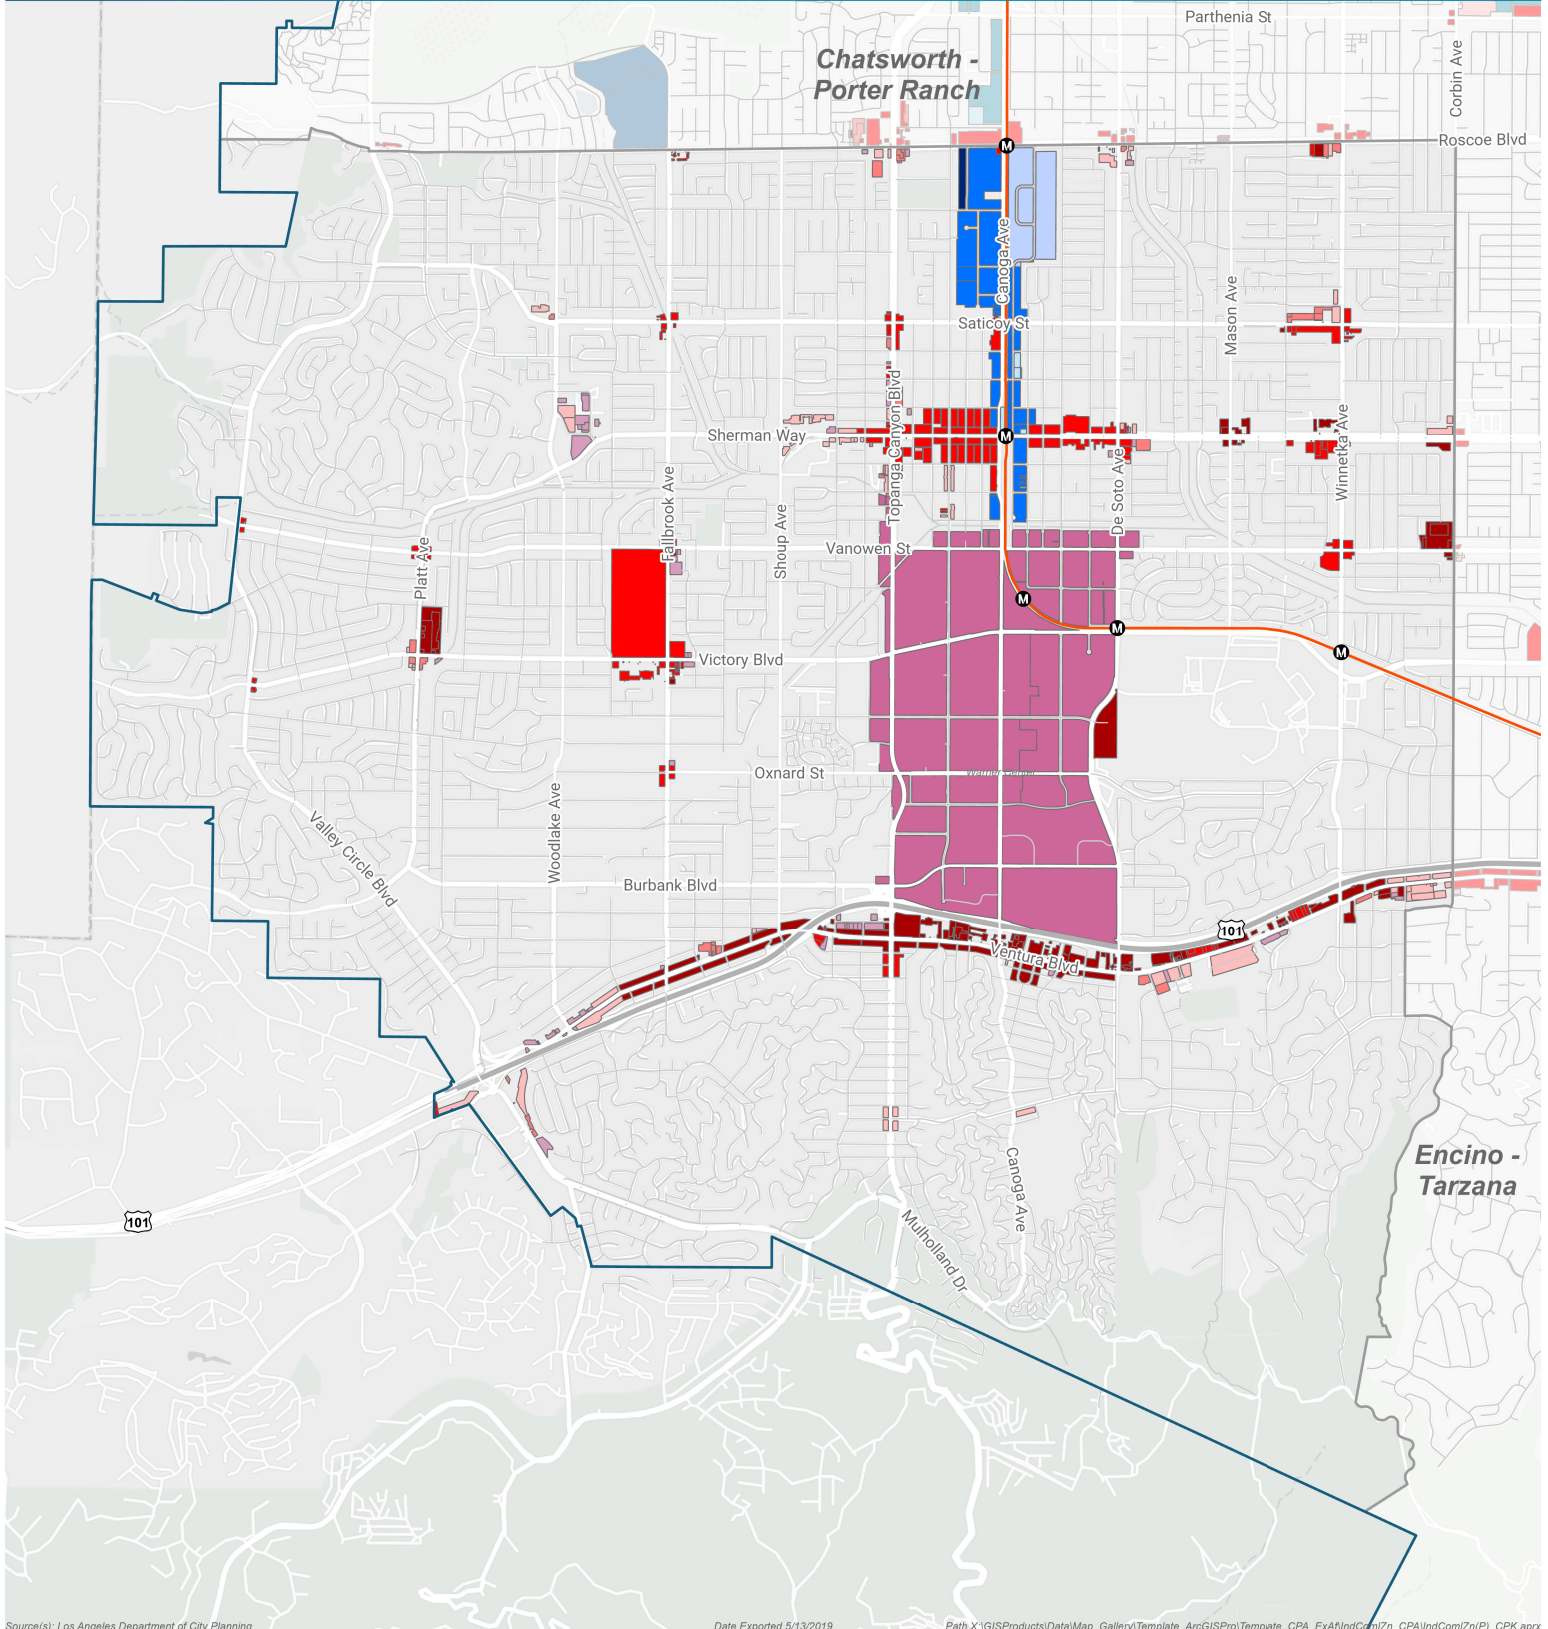 Parthenia St
Chatsworth -
Porter Ranch
Corbin Ave
Roscoe Blvd
M
Canoga Ave
Mason Ave
Saticoy St
Topanga Canyon Blvd
Sherman Way
M
Winnetka Ave
De Soto Ave
Fallbrook Ave
Shoup Ave
Vanowen St
Platt Ave
M
M
M
Victory Blvd
Oxnard St
Warner Center
Woodlake Ave
Valley Circle Blvd
Burbank Blvd
101
Ventura Blvd
Encino -
Tarzana
Canoga Ave
Mulholland Dr
101
Source(s): Los Angeles Department of City Planning
Date Exported 5/13/2019